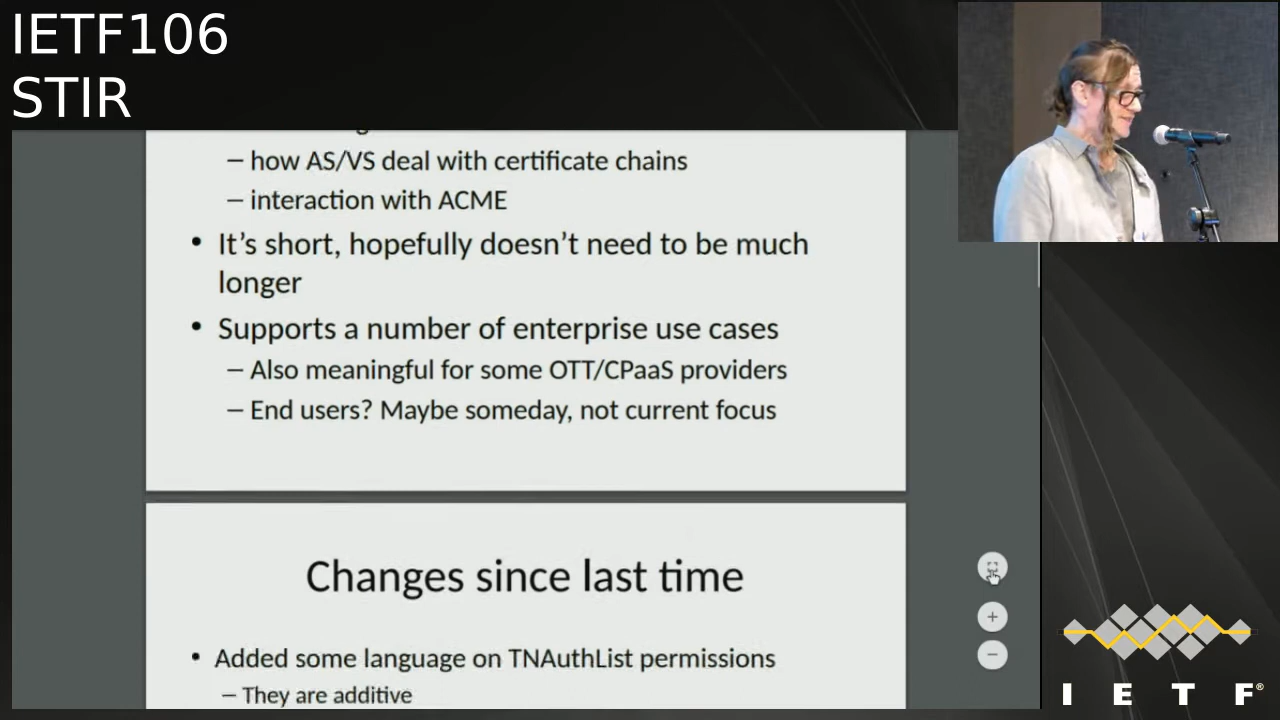 IETF106
STIR
– how AS/VS deal with certificate chains
– interaction with ACME
• It’s short, hopefully doesn’t need to be much
longer
• Supports a number of enterprise use cases
– Also meaningful for some OTT/CPaaS providers
– End users? Maybe someday, not current focus
Changes since last time
• Added some language on TNAuthList permissions
– They are additive
I E T F®